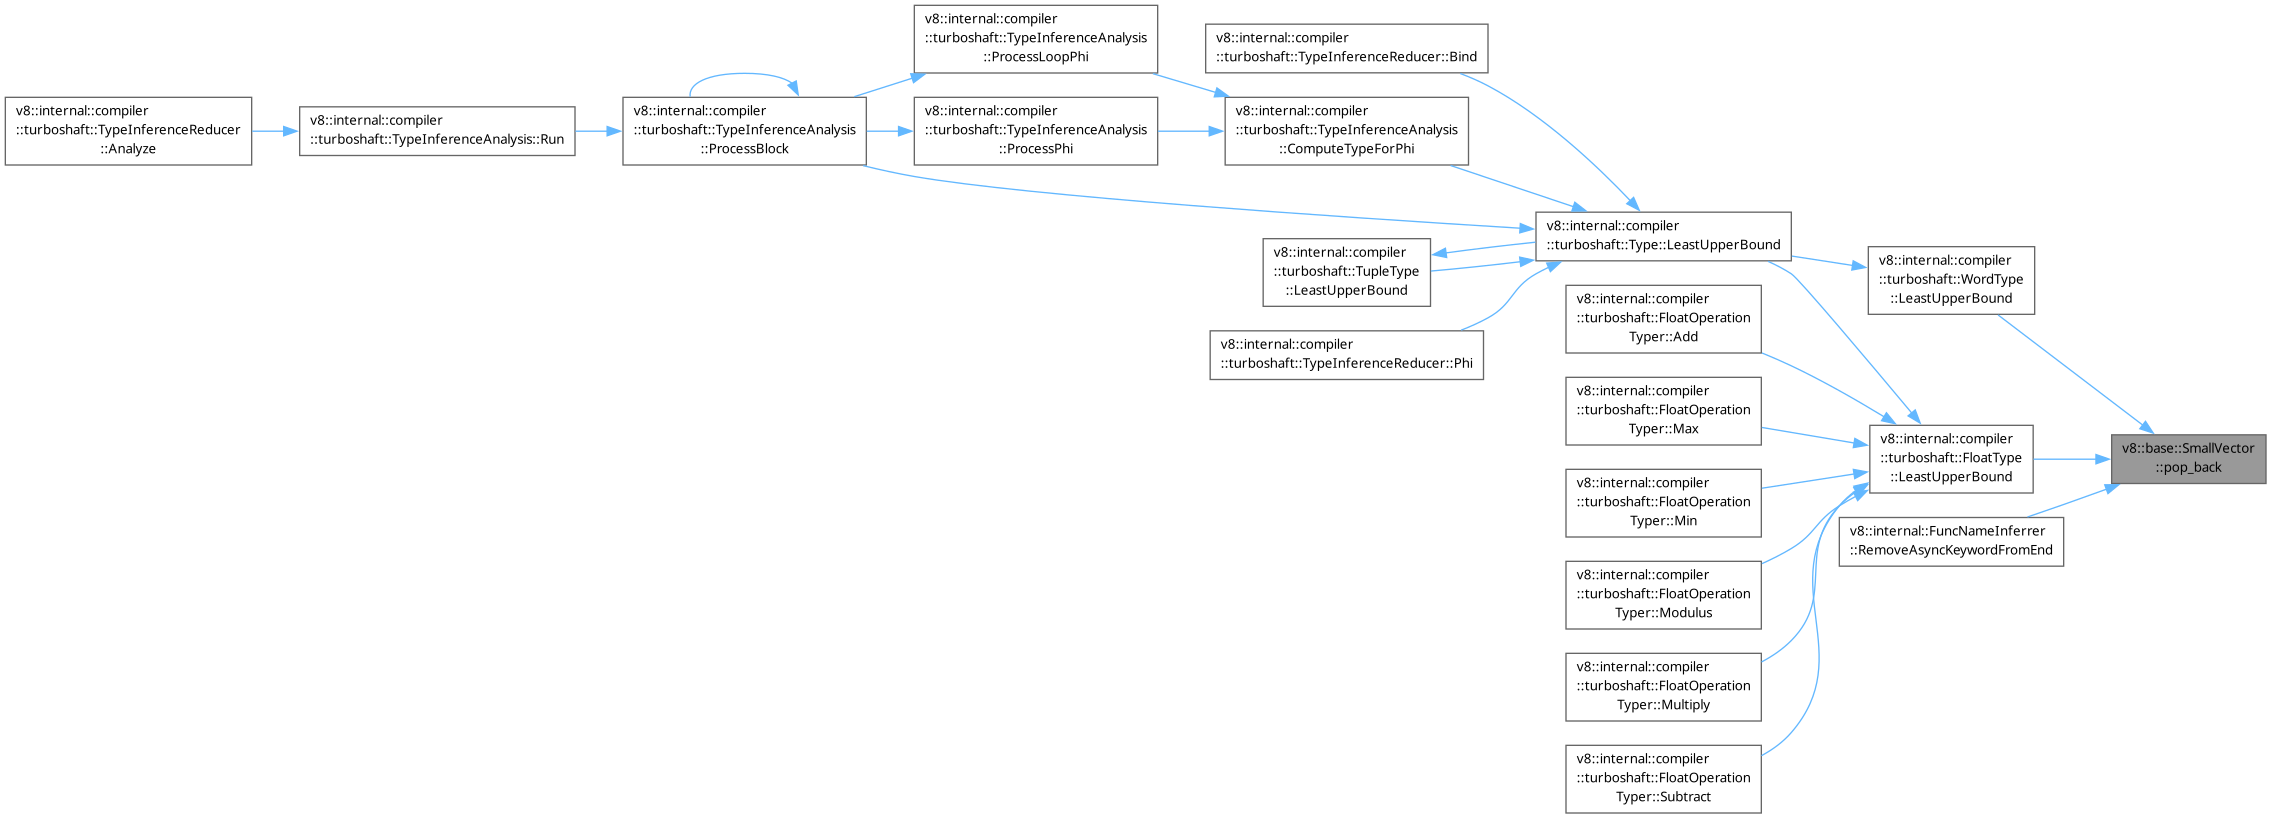 v8::internal::compiler
::turboshaft::TypeInferenceReducer
::Analyze
v8::internal::compiler
::turboshaft::TypeInferenceAnalysis::Run
v8::internal::compiler
::turboshaft::TypeInferenceAnalysis
::ProcessBlock
v8::internal::compiler
::turboshaft::TypeInferenceAnalysis
::ProcessLoopPhi
v8::internal::compiler
::turboshaft::TypeInferenceAnalysis
::ProcessPhi
v8::internal::compiler
::turboshaft::TypeInferenceReducer::Bind
v8::internal::compiler
::turboshaft::TypeInferenceAnalysis
::ComputeTypeForPhi
v8::internal::compiler
::turboshaft::TupleType
::LeastUpperBound
v8::internal::compiler
::turboshaft::TypeInferenceReducer::Phi
v8::internal::compiler
::turboshaft::Type::LeastUpperBound
v8::internal::compiler
::turboshaft::FloatOperation
Typer::Add
v8::internal::compiler
::turboshaft::FloatOperation
Typer::Max
v8::internal::compiler
::turboshaft::FloatOperation
Typer::Min
v8::internal::compiler
::turboshaft::FloatOperation
Typer::Modulus
v8::internal::compiler
::turboshaft::FloatOperation
Typer::Multiply
v8::internal::compiler
::turboshaft::FloatOperation
Typer::Subtract
v8::internal::compiler
::turboshaft::WordType
::LeastUpperBound
v8::internal::compiler
::turboshaft::FloatType
::LeastUpperBound
v8::internal::FuncNameInferrer
::RemoveAsyncKeywordFromEnd
v8::base::SmallVector
::pop_back